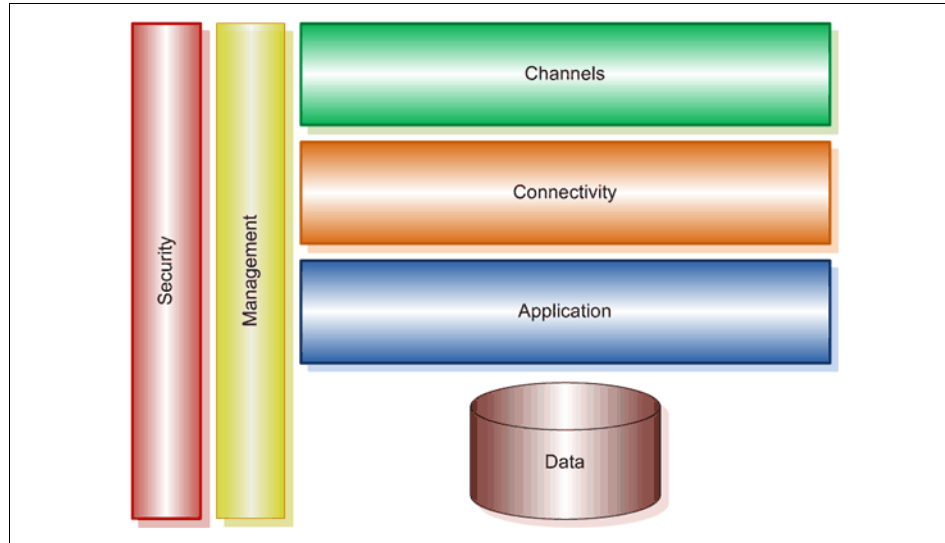 Security
Management
Channels
Connectivity
Application
Data